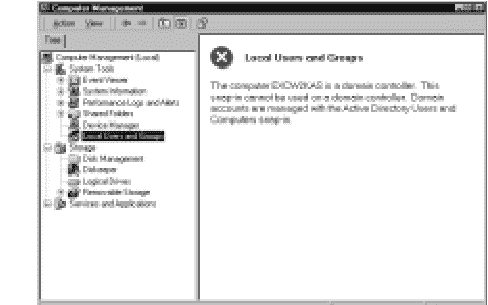 Computer Management
Action View
Tree
Computer Management (Local)
System Tools
Event Viewer
System Information
Performance Logs and Alerts
Shared Folders
Device Manager
Local Users and Groups
Storage
Disk Management
Diskeeper
Logical Drives
Removable Storage
Services and Applications
Local Users and Groups
The computer EXCW2KAS is a domain controller. This
snap-in cannot be used on a domain controller. Domain
accounts are managed with the Active Directory Users and
Computers snap-in.